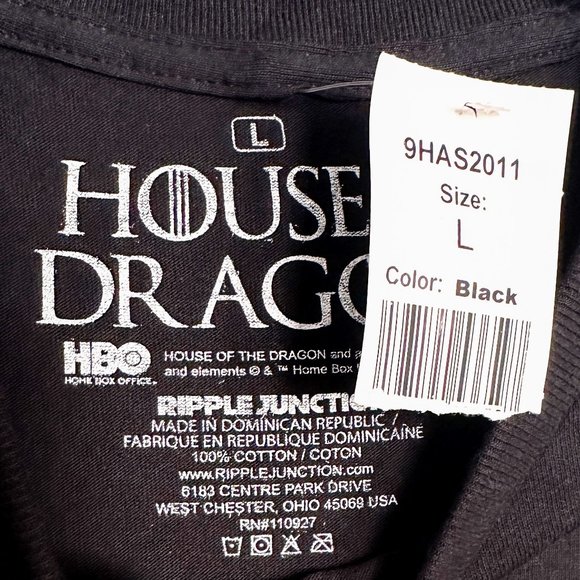 L
HOUSE
DRAGO
HBO
HOME BOX OFFICE
HOUSE OF THE DRAGON and
and elements © & ™ Home Box
RIPPLE JUNCTION
MADE IN DOMINICAN REPUBLIC /
FABRIQUE EN REPUBLIQUE DOMINICAINE
100% COTTON / COTON
www.RIPPLEJUNCTION.com
6183 CENTRE PARK DRIVE
WEST CHESTER, OHIO 45069 USA
RN#110927
9HAS2011
Size:
L
Color: Black